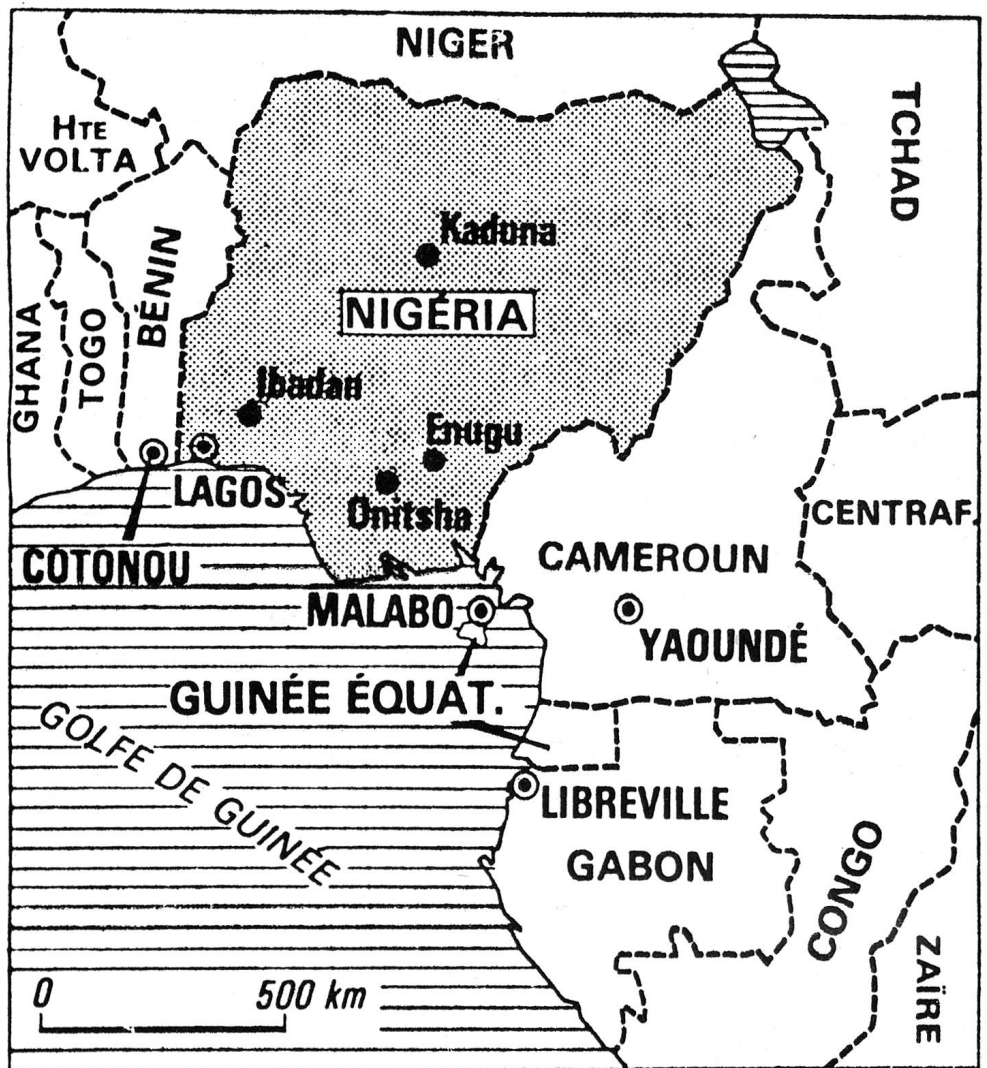 NIGER
TCHAD
HTE
VOLTA
Kaduna
BÉNIN
NIGÉRIA
GHANA
TOGO
Ibadan
Enugu
LAGOS
Onitsha
CENTRAF.
COTONOU
CAMEROUN
MALABO
YAOUNDÉ
GUINÉE ÉQUAT.
GOLFE DE GUINÉE
LIBREVILLE
GABON
CONGO
ZAÏRE
0 500 km